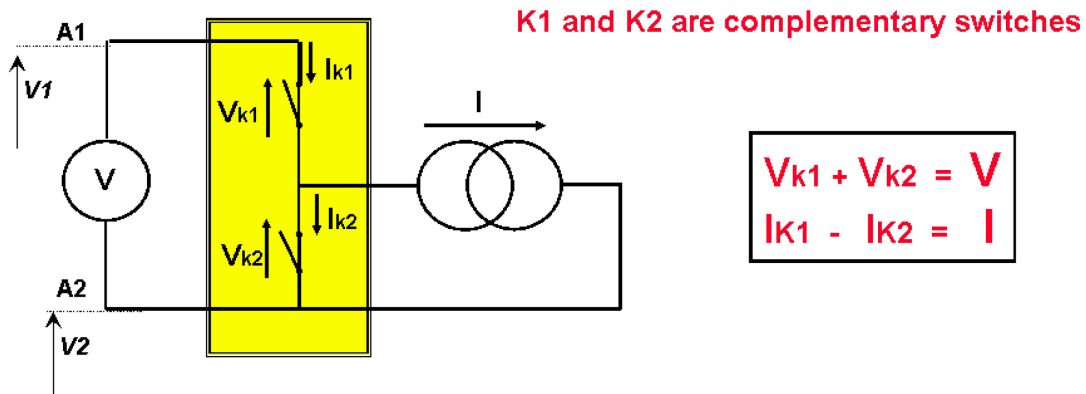 K1 and K2 are complementary switches
A1
V1
Ik1
Vk1
I
V
Ik2
Vk2
A2
V2
Vk1 + Vk2 = V
IK1 - IK2 = I